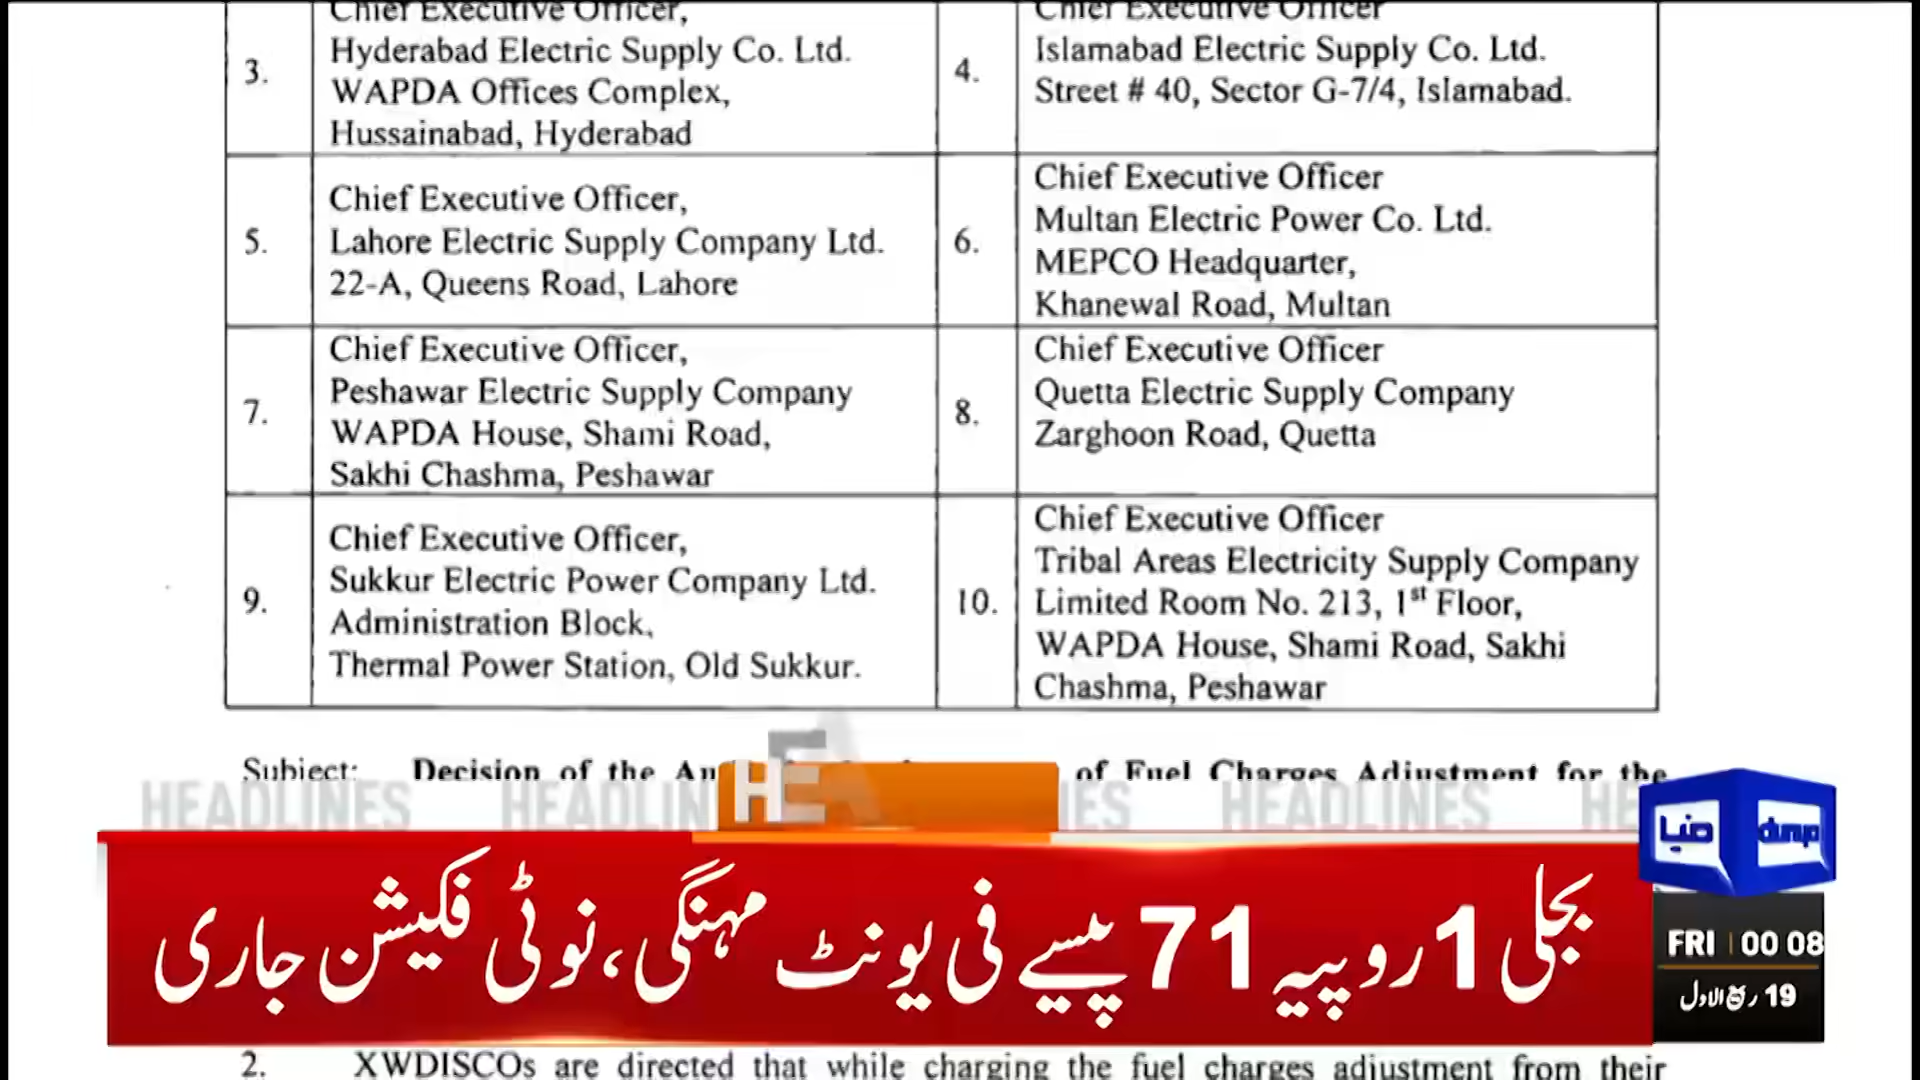 Chief Executive Officer,
3.
Hyderabad Electric Supply Co. Ltd.
WAPDA Offices Complex,
Hussainabad, Hyderabad
Chief Executive Officer
4.
Islamabad Electric Supply Co. Ltd.
Street # 40, Sector G-7/4, Islamabad.
5.
Chief Executive Officer,
Lahore Electric Supply Company Ltd.
22-A, Queens Road, Lahore
6.
Chief Executive Officer
Multan Electric Power Co. Ltd.
MEPCO Headquarter,
Khanewal Road, Multan
7.
Chief Executive Officer,
Peshawar Electric Supply Company
WAPDA House, Shami Road,
Sakhi Chashma, Peshawar
8.
Chief Executive Officer
Quetta Electric Supply Company
Zarghoon Road, Quetta
9.
Chief Executive Officer,
Sukkur Electric Power Company Ltd.
Administration Block,
Thermal Power Station, Old Sukkur.
10.
Chief Executive Officer
Tribal Areas Electricity Supply Company
Limited Room No. 213, 1st Floor,
WAPDA House, Shami Road, Sakhi
Chashma, Peshawar
Subject: Decision of the of Fuel Charges Adjustment for the
HEADLINES HEADLINES
HEA
دنیا dunya
بجلی 1 روپیہ 71 پیسے فی یونٹ مہنگی، نوٹی فکیشن جاری
FRI 00 08
19 ربیع الاول
2. XWDISCOs are directed that while charging the fuel charges adjustment from their